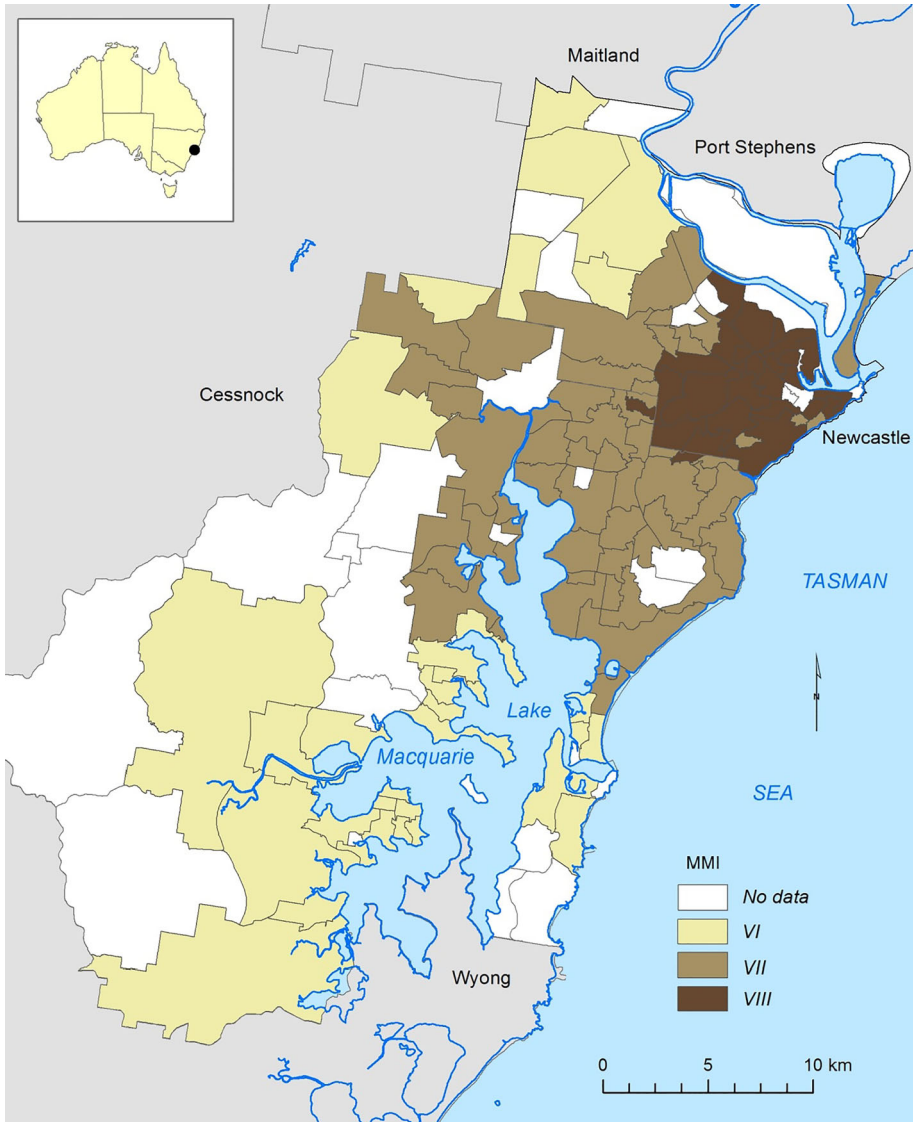 Maitland
Port Stephens
Cessnock
Newcastle
TASMAN
N
Lake
Macquarie
SEA
MMI
No data
VI
VII
Wyong
VIII
0 5 10 km